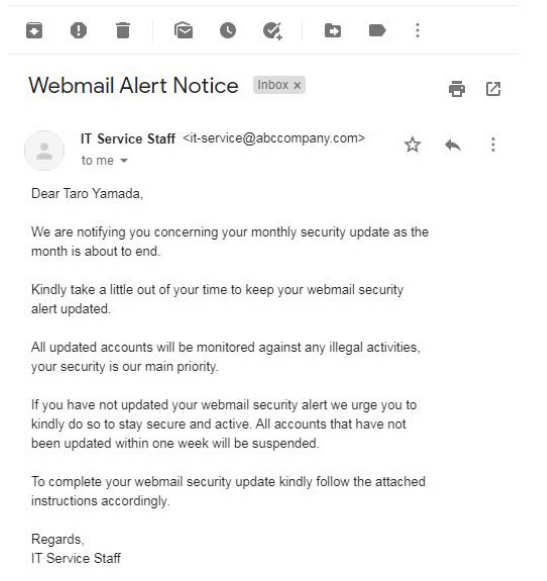 Webmail Alert Notice Inbox ×
IT Service Staff <it-service@abccompany.com>
to me
Dear Taro Yamada,
We are notifying you concerning your monthly security update as the
month is about to end.
Kindly take a little out of your time to keep your webmail security
alert updated.
All updated accounts will be monitored against any illegal activities,
your security is our main priority.
If you have not updated your webmail security alert we urge you to
kindly do so to stay secure and active. All accounts that have not
been updated within one week will be suspended.
To complete your webmail security update kindly follow the attached
instructions accordingly.
Regards,
IT Service Staff